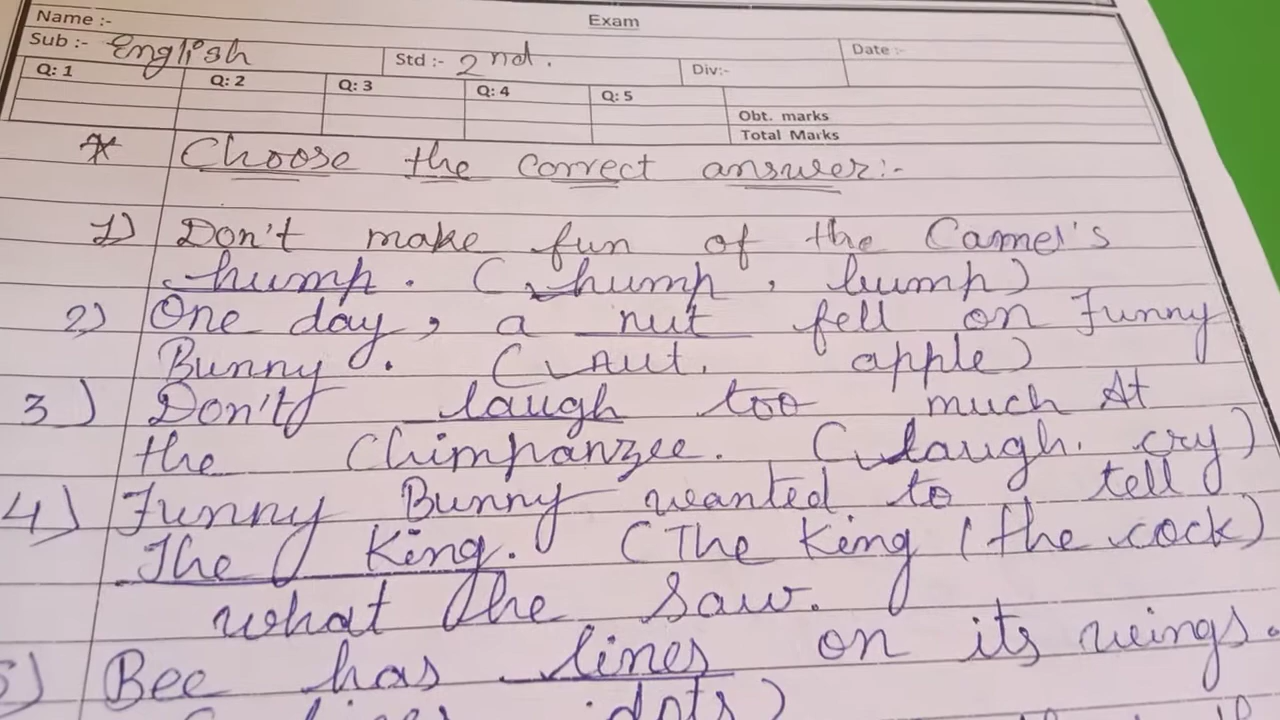 Name :-
Exam
Sub :- English
Std :- 2nd.
Div:-
Date :-
Q: 1
Q: 2
Q: 3
Q: 4
Q: 5
Obt. marks
Total Marks
* Choose the correct answer:-
1) Don't make fun of the Camel's
hump. (hump, bump)
2) One day, a nut fell on Funny
Bunny. (nut, apple)
3) Don't laugh too much At
the Chimpanzee. (laugh, cry)
4) Funny Bunny wanted to tell
The King. (The King / the cock)
what he saw.
5) Bee has lines on its wings.
dots)